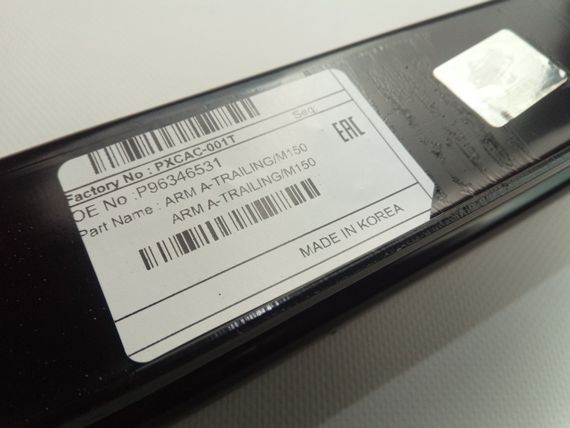 Factory No : PXCAC-001T
Seq:
OE No :P96346531
Part Name : ARM A-TRAILING/M150
ARM A-TRAILING/M150
EAC
MADE IN KOREA